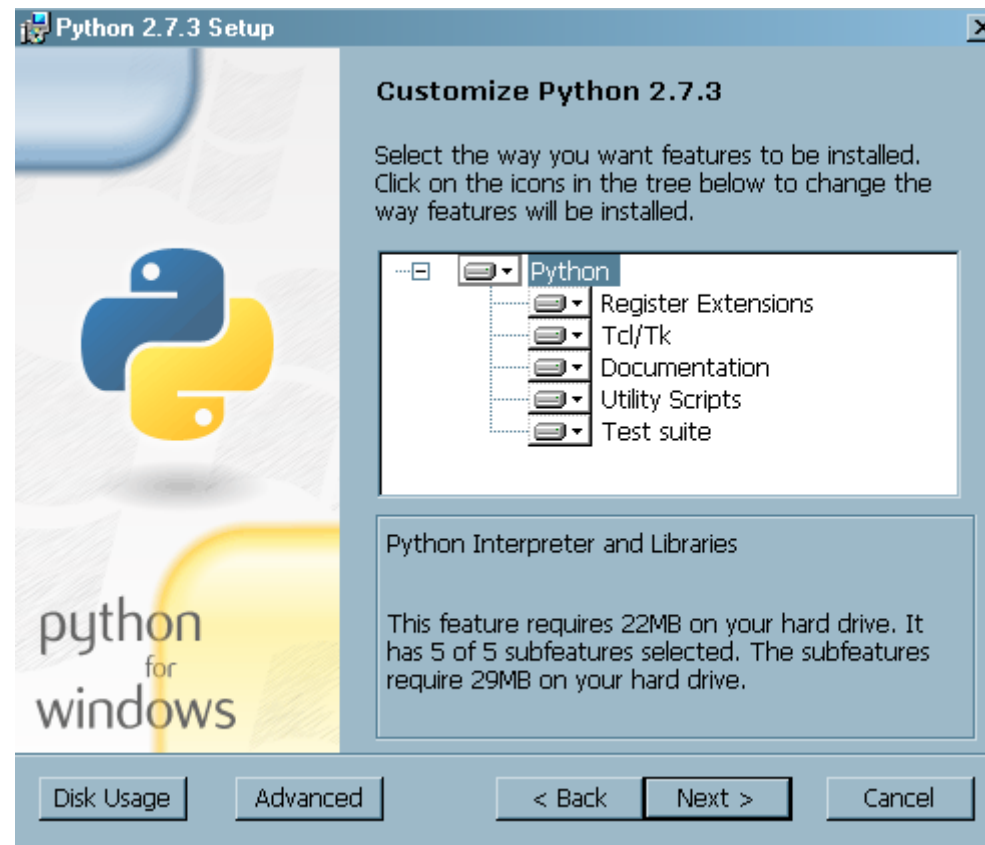 Python 2.7.3 Setup
Customize Python 2.7.3
Select the way you want features to be installed.
Click on the icons in the tree below to change the
way features will be installed.
Python
Register Extensions
Tcl/Tk
Documentation
Utility Scripts
Test suite
Python Interpreter and Libraries
This feature requires 22MB on your hard drive. It
has 5 of 5 subfeatures selected. The subfeatures
require 29MB on your hard drive.
python
for
windows
Disk Usage
Advanced
< Back
Next >
Cancel